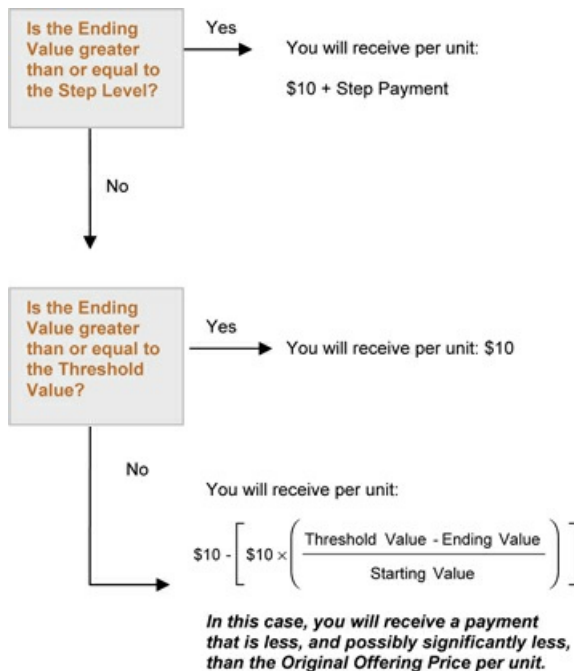 Is the Ending
Value greater
than or equal to
the Step Level?
Yes
You will receive per unit:
$10 + Step Payment
No
Is the Ending
Value greater
than or equal to
the Threshold
Value?
Yes
You will receive per unit: $10
No
You will receive per unit:
$10 - [ $10 × ( Threshold Value - Ending Value
Starting Value ) ]
In this case, you will receive a payment
that is less, and possibly significantly less,
than the Original Offering Price per unit.